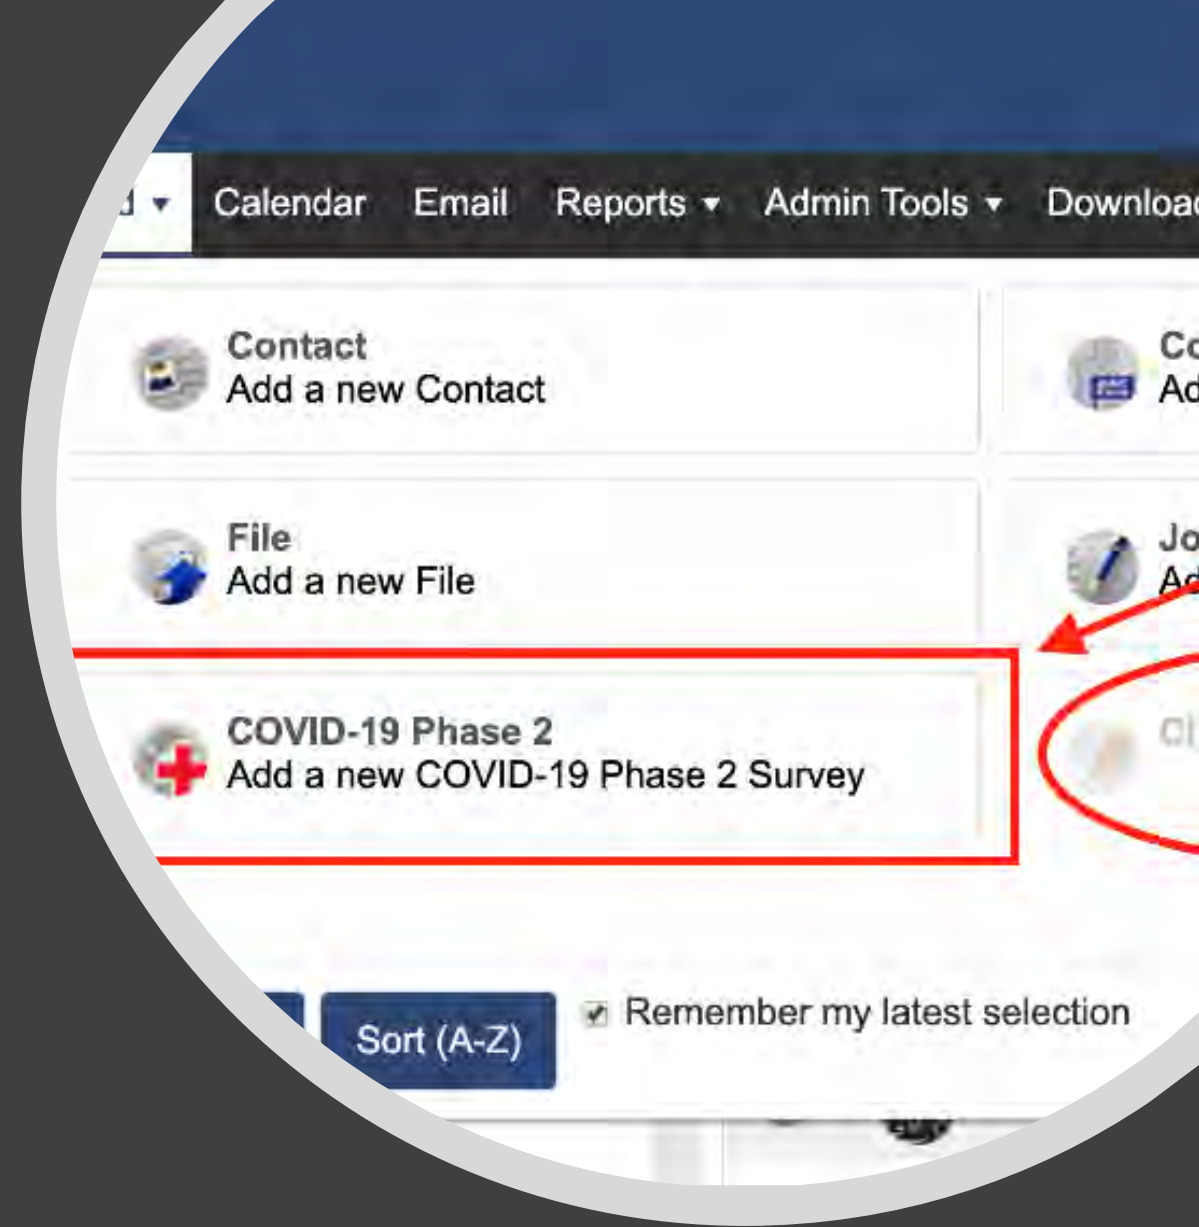 Calendar Email Reports Admin Tools Download
Contact
Add a new Contact
File
Add a new File
COVID-19 Phase 2
Add a new COVID-19 Phase 2 Survey
Sort (A-Z)
Remember my latest selection